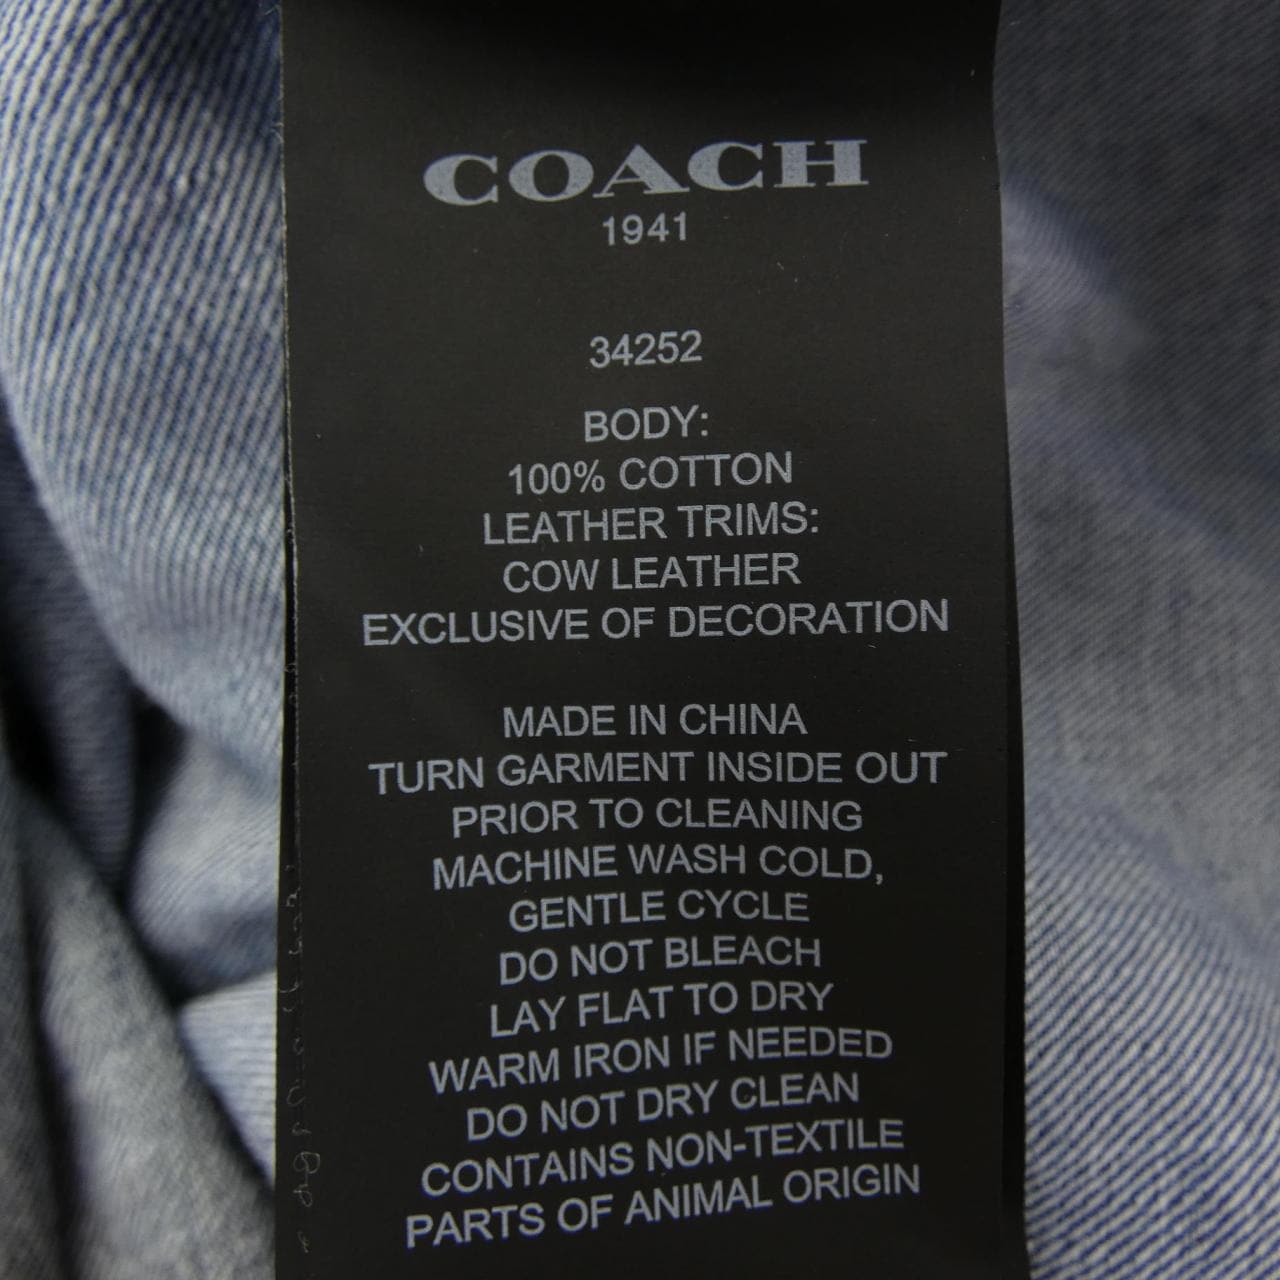 COACH
1941
34252
BODY:
100% COTTON
LEATHER TRIMS:
COW LEATHER
EXCLUSIVE OF DECORATION
MADE IN CHINA
TURN GARMENT INSIDE OUT
PRIOR TO CLEANING
MACHINE WASH COLD,
GENTLE CYCLE
DO NOT BLEACH
LAY FLAT TO DRY
WARM IRON IF NEEDED
DO NOT DRY CLEAN
CONTAINS NON-TEXTILE
PARTS OF ANIMAL ORIGIN